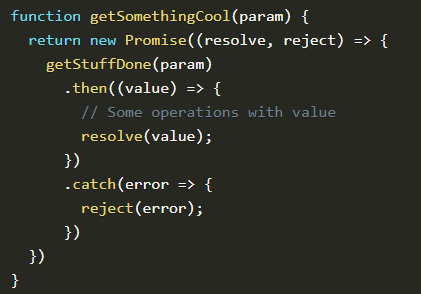 function getSomethingCool(param) {
  return new Promise((resolve, reject) => {
    getStuffDone(param)
      .then((value) => {
        // Some operations with value
        resolve(value);
      })
      .catch(error => {
        reject(error);
      })
  })
}